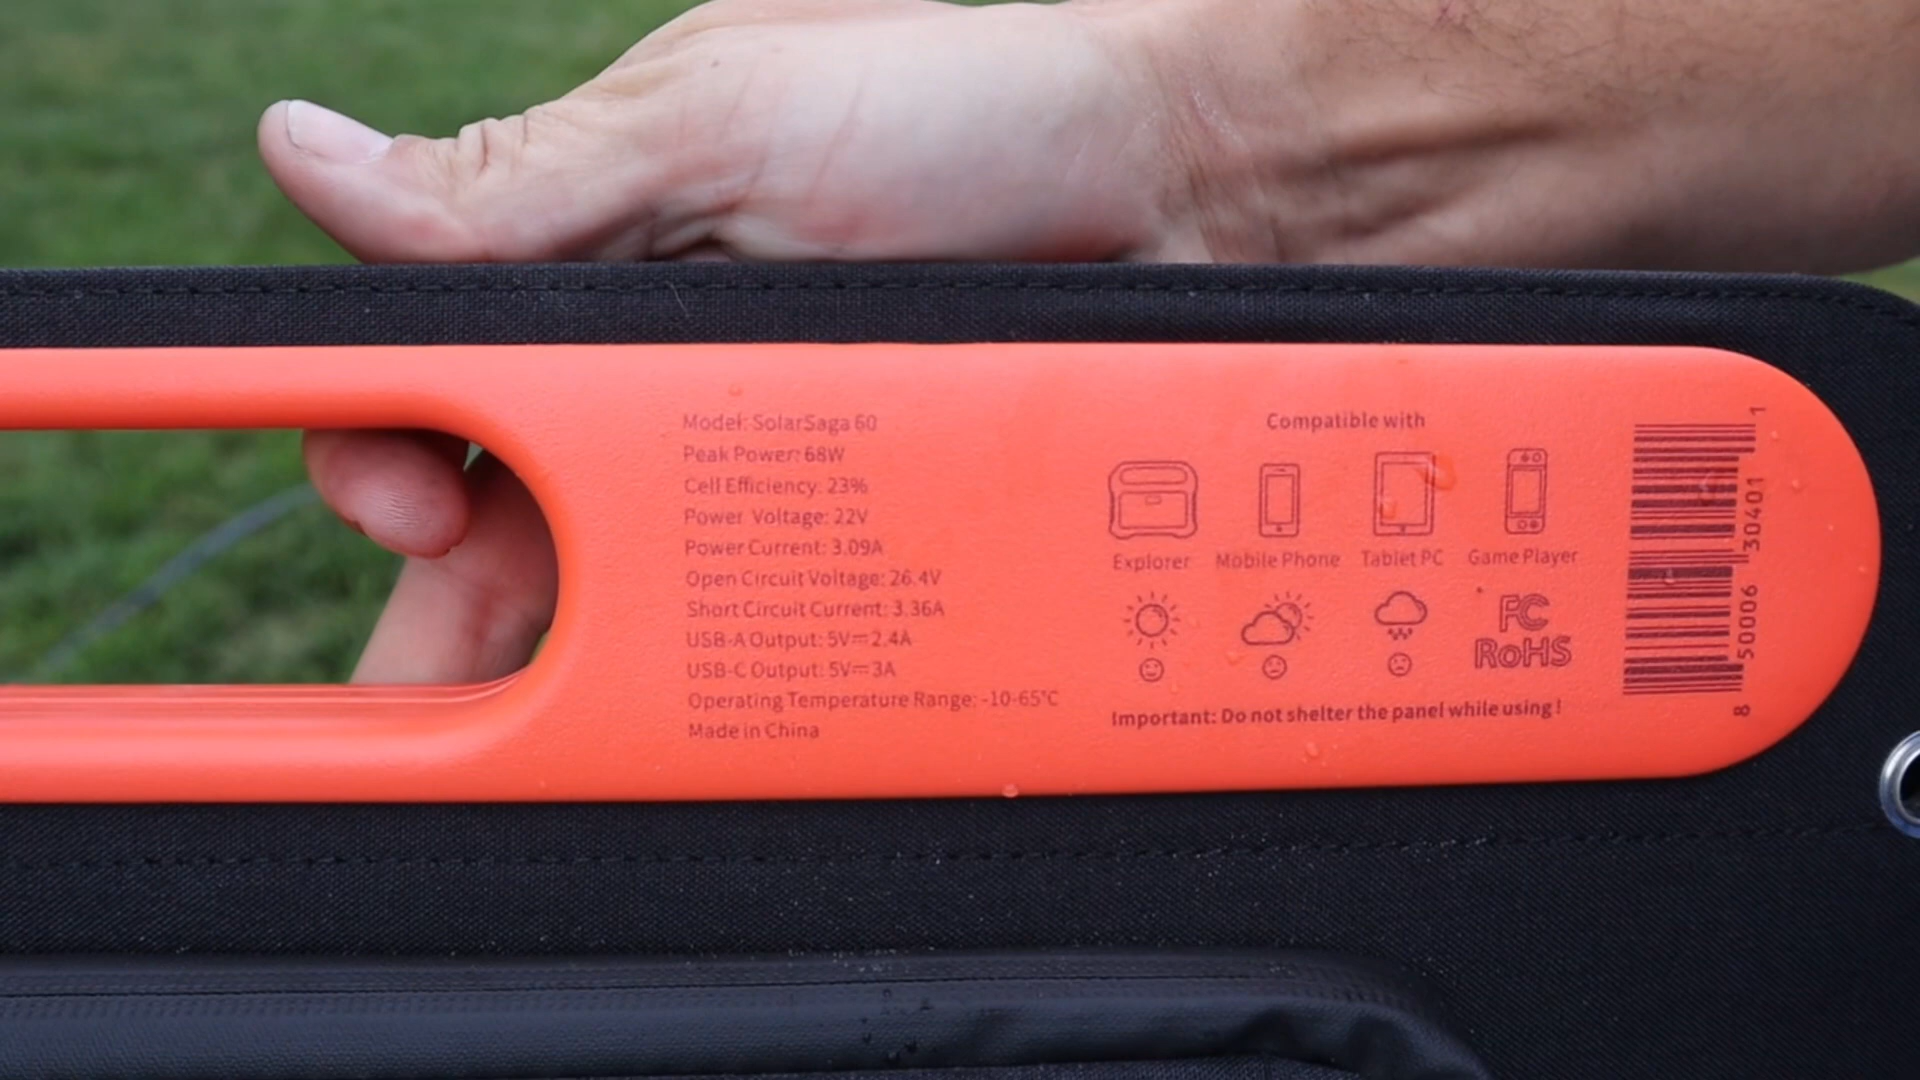 Model: SolarSaga 60
Peak Power: 68W
Cell Efficiency: 23%
Power Voltage: 22V
Power Current: 3.09A
Open Circuit Voltage: 26.4V
Short Circuit Current: 3.36A
USB-A Output: 5V⎓2.4A
USB-C Output: 5V⎓3A
Operating Temperature Range: -10-65°C
Made in China
Compatible with
Explorer
Mobile Phone
Tablet PC
Game Player
FC
RoHS
Important: Do not shelter the panel while using !
8 50006 30401 1